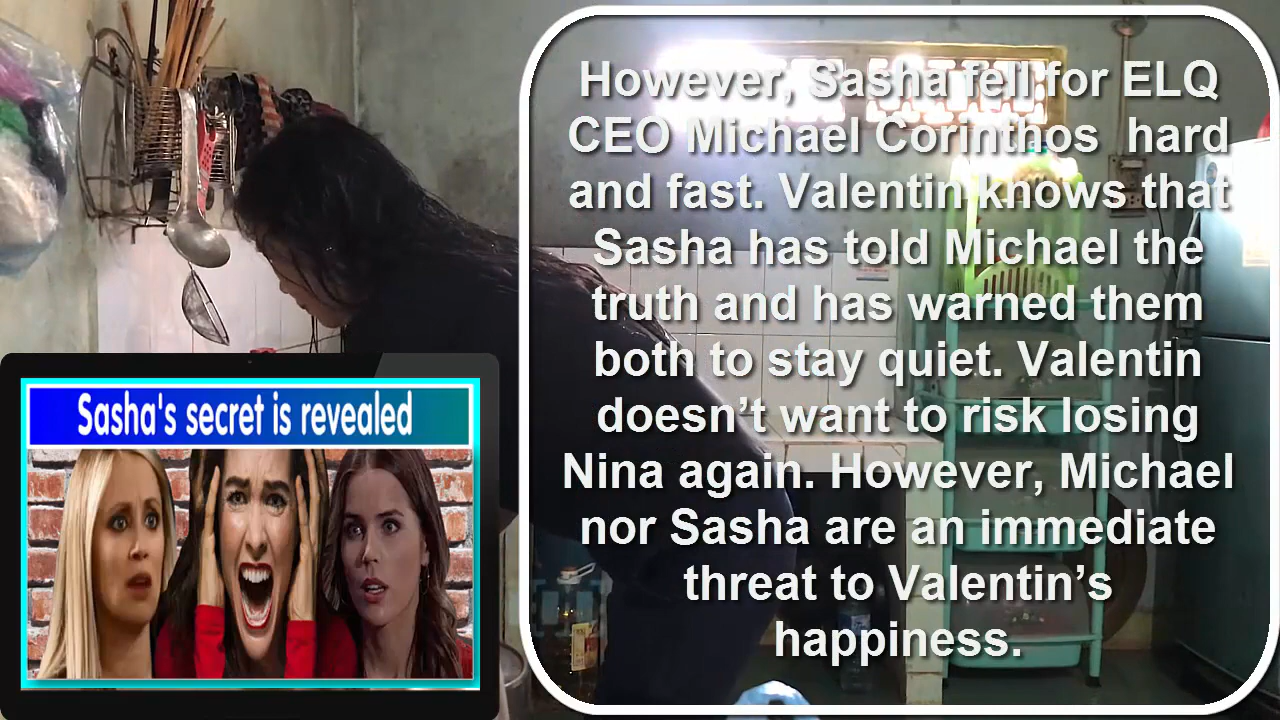 However, Sasha fell for ELQ
CEO Michael Corinthos hard
and fast. Valentin knows that
Sasha has told Michael the
truth and has warned them
both to stay quiet. Valentin
doesn’t want to risk losing
Nina again. However, Michael
nor Sasha are an immediate
threat to Valentin’s
happiness.
Sasha's secret is revealed